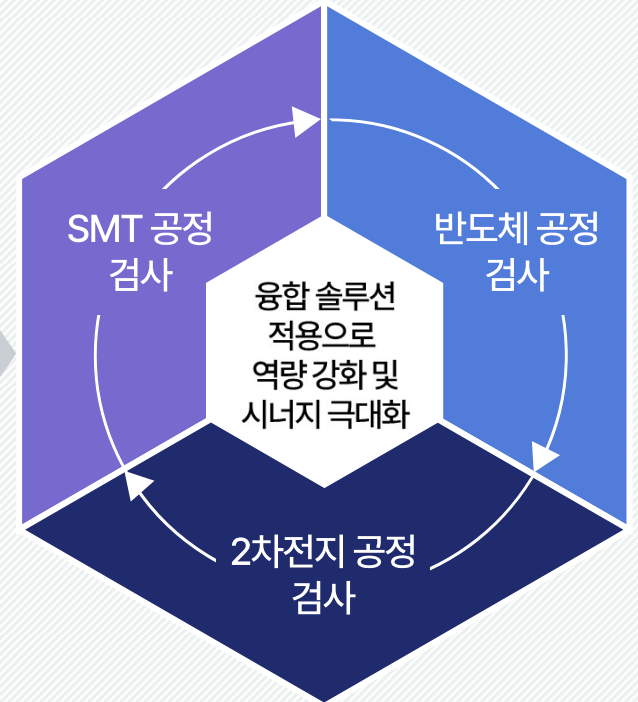 SMT 공정
검사
반도체 공정
검사
융합 솔루션
적용으로
역량 강화 및
시너지 극대화
2차전지 공정
검사